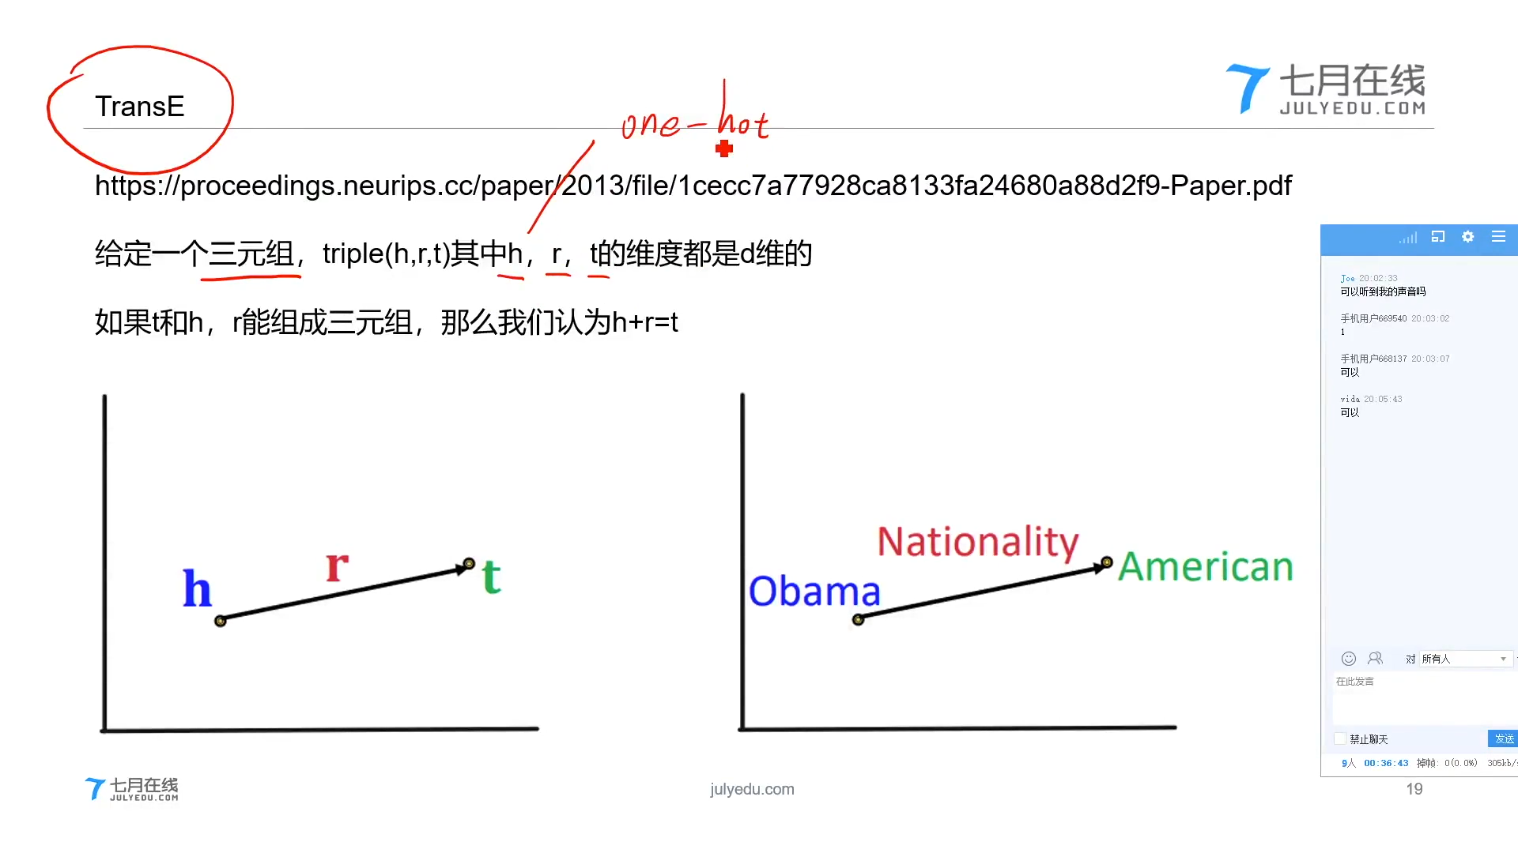 七月在线
JULYEDU.COM
TransE
one-hot
https://proceedings.neurips.cc/paper/2013/file/1cecc7a77928ca8133fa24680a88d2f9-Paper.pdf
给定一个三元组，triple(h,r,t)其中h，r，t的维度都是d维的
如果t和h，r能组成三元组，那么我们认为h+r=t
h
r
t
Obama
Nationality
American
Joe 20:02:33
可以听到我的声音吗
手机用户669540 20:03:02
1
手机用户668137 20:03:07
可以
vida 20:05:43
可以
对 所有人
在此发言
禁止聊天
发送
9人 00:36:43 掉帧: 0(0.0%) 305kb/
七月在线
JULYEDU.COM
julyedu.com
19